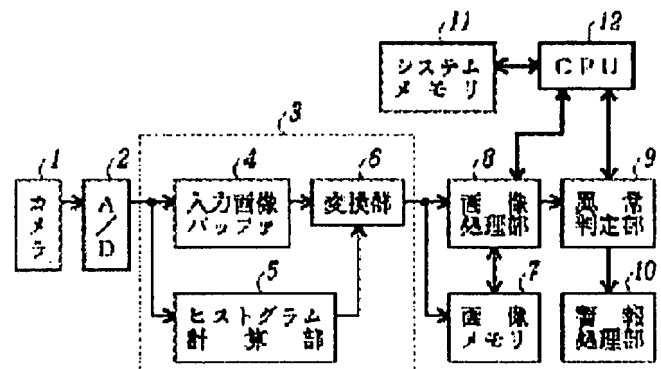 11
12
システム
メモリ
CPU
3
1
2
4
6
8
9
カメラ
A/D
入力画像
バッファ
変換部
画像
処理部
異常
判定部
5
7
10
ヒストグラム
計算部
画像
メモリ
警報
処理部